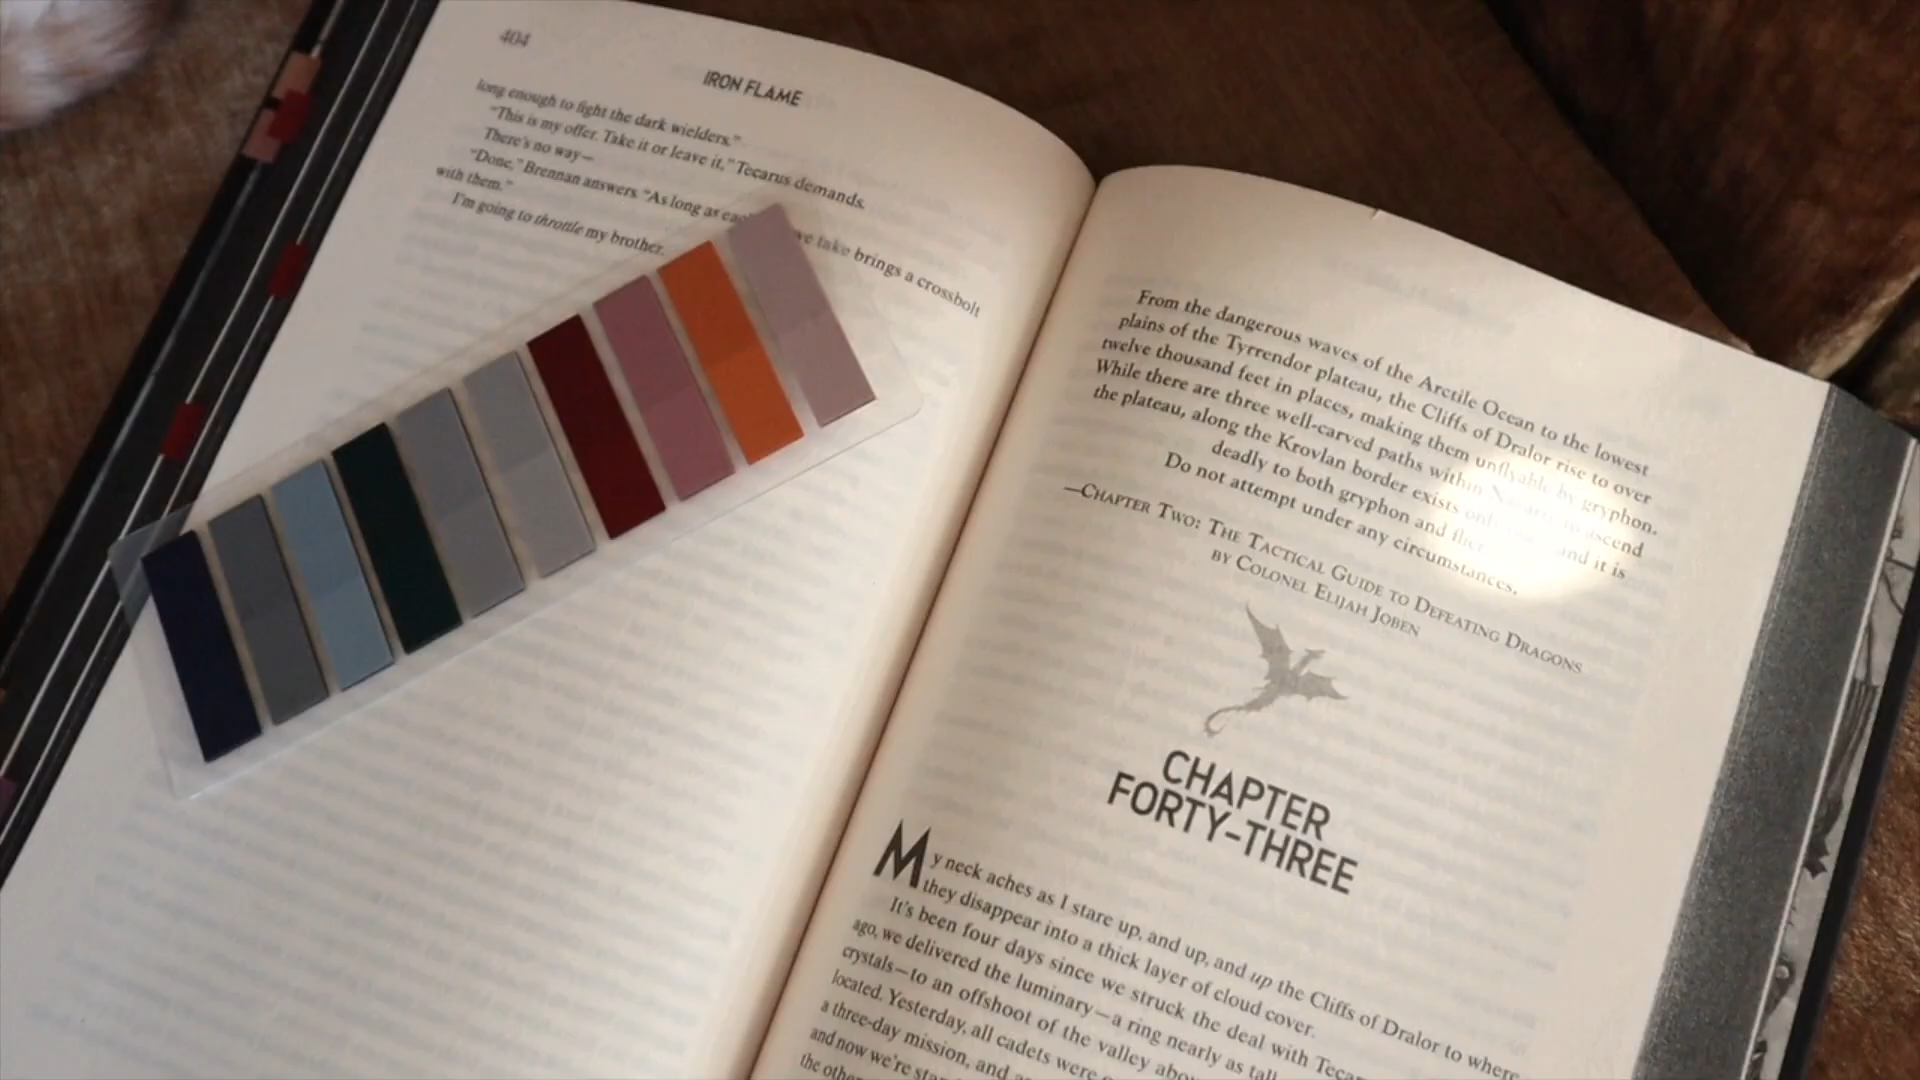 404
IRON FLAME
long enough to fight the dark wielders."
"This is my offer. Take it or leave it," Tecarus demands.
There's no way—
"Done," Brennan answers. "As long as take brings a crossbolt
with them."
I'm going to throttle my brother.
From the dangerous waves of the Arctile Ocean to the lowest
plains of the Tyrrendor plateau, the Cliffs of Dralor rise to over
twelve thousand feet in places, making them unflyable by gryphon.
While there are three well-carved paths within ascend
the plateau, along the Krovlan border exists and it is
deadly to both gryphon and
Do not attempt under any circumstances,
—CHAPTER TWO: THE TACTICAL GUIDE TO DEFEATING DRAGONS
BY COLONEL ELIJAH JOBEN
CHAPTER
FORTY-THREE
My neck aches as I stare up, and up, and up the Cliffs of Dralor to where
they disappear into a thick layer of cloud cover.
It's been four days since we struck the deal with
ago, we delivered the luminary—a ring nearly as tall
crystals—to an offshoot of the valley
located. Yesterday, all cadets were
a three-day mission, and
and now we're
the